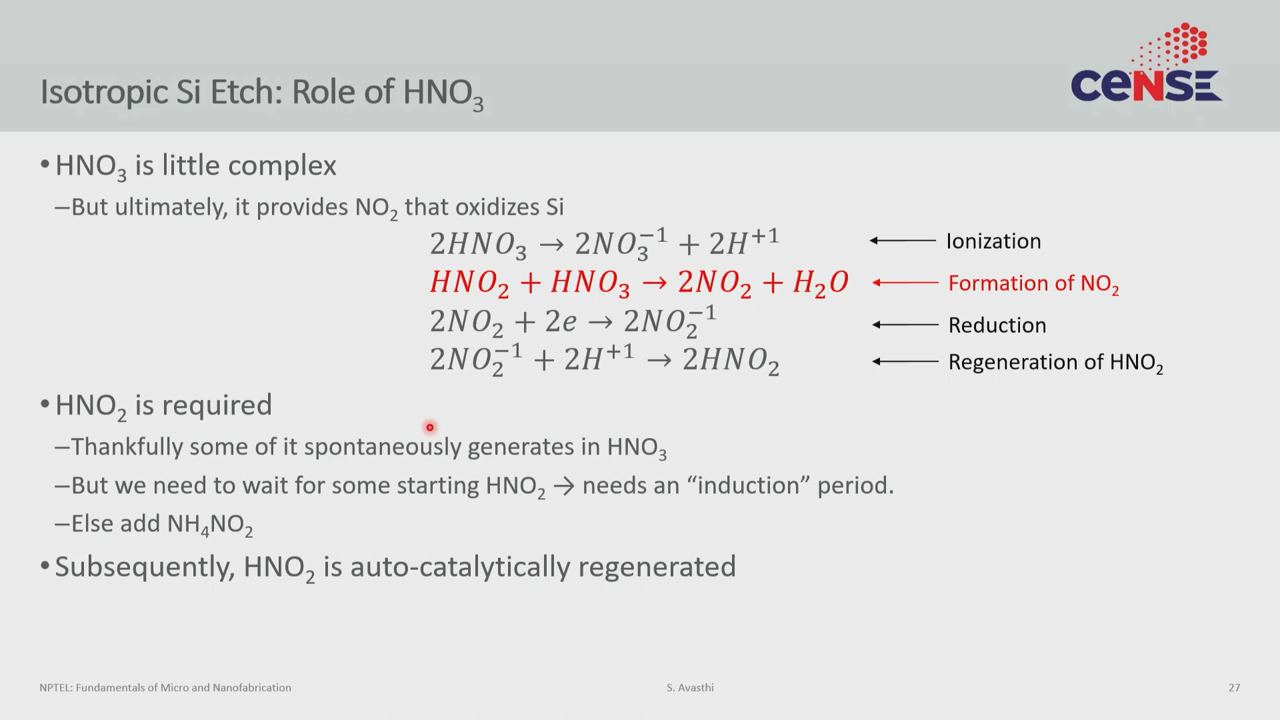 CeNSE
Isotropic Si Etch: Role of HNO₃
• HNO₃ is little complex
–But ultimately, it provides NO₂ that oxidizes Si
2HNO₃ → 2NO₃⁻¹ + 2H⁺¹ ← Ionization
HNO₂ + HNO₃ → 2NO₂ + H₂O ← Formation of NO₂
2NO₂ + 2e → 2NO₂⁻¹ ← Reduction
2NO₂⁻¹ + 2H⁺¹ → 2HNO₂ ← Regeneration of HNO₂
• HNO₂ is required
–Thankfully some of it spontaneously generates in HNO₃
–But we need to wait for some starting HNO₂ → needs an “induction” period.
–Else add NH₄NO₂
• Subsequently, HNO₂ is auto-catalytically regenerated
NPTEL: Fundamentals of Micro and Nanofabrication S. Avasthi 27